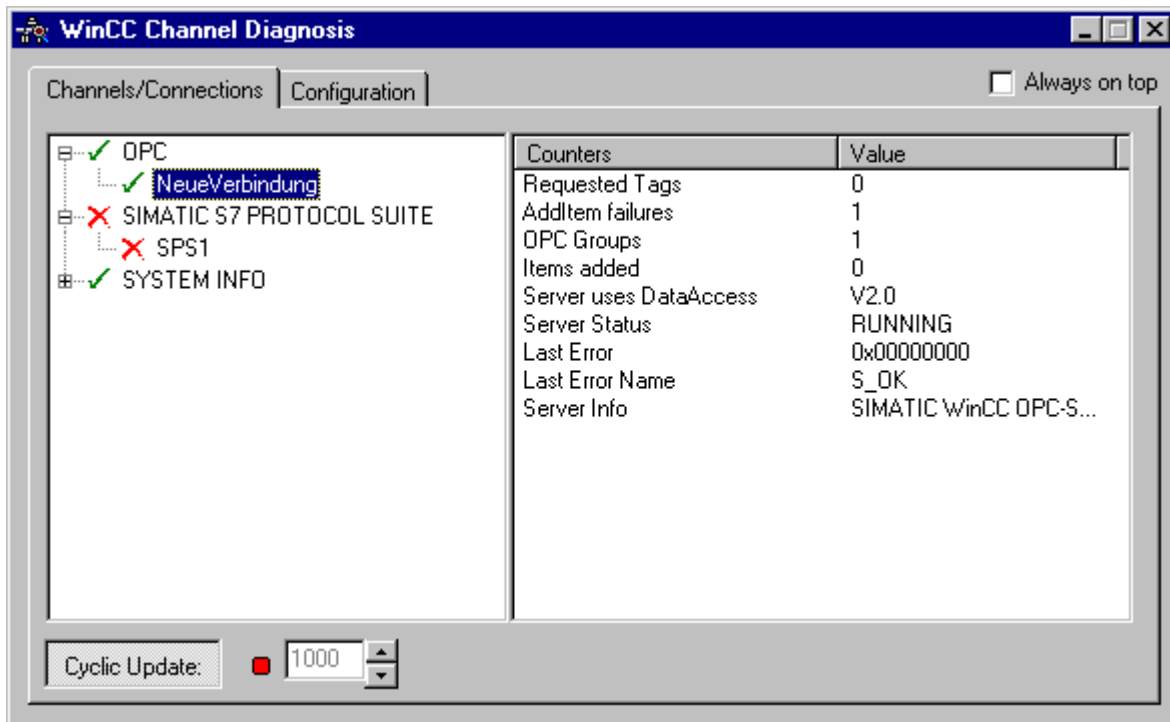 WinCC Channel Diagnosis
Channels/Connections Configuration Always on top
OPC
NeueVerbindung
SIMATIC S7 PROTOCOL SUITE
SPS1
SYSTEM INFO
Counters Value
Requested Tags 0
AddItem failures 1
OPC Groups 1
Items added 0
Server uses DataAccess V2.0
Server Status RUNNING
Last Error 0x00000000
Last Error Name S_OK
Server Info SIMATIC WinCC OPC-S...
Cyclic Update: 1000